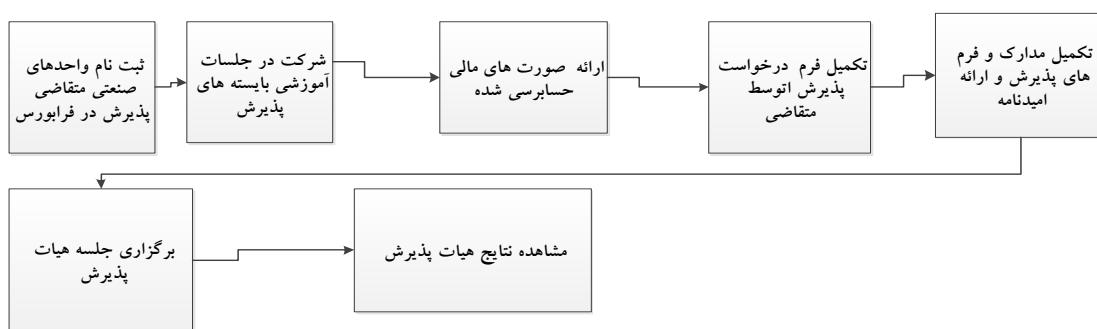 ثبت نام واحدهای
صنعتی متقاضی
پذیرش در فرابورس
شرکت در جلسات
آموزشی بایسته های
پذیرش
ارائه صورت های مالی
حسابرسی شده
تکمیل فرم درخواست
پذیرش اتوسط
متقاضی
تکمیل مدارک و فرم
های پذیرش و ارائه
امیدنامه
برگزاری جلسه هیات
پذیرش
مشاهده نتایج هیات پذیرش